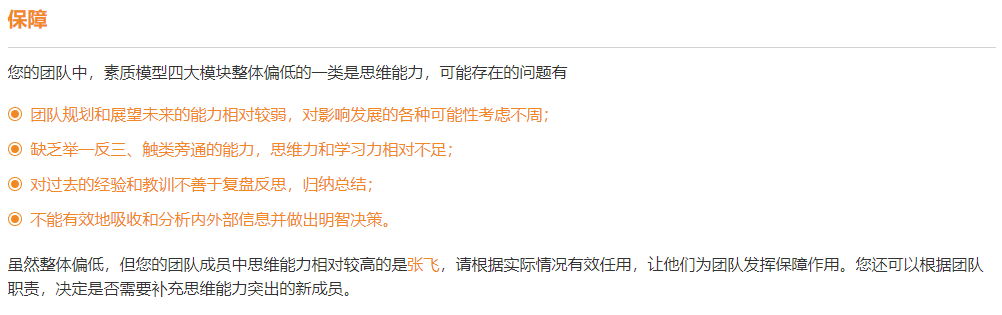 保障
您的团队中，素质模型四大模块整体偏低的一类是思维能力，可能存在的问题有
团队规划和展望未来的能力相对较弱，对影响发展的各种可能性考虑不周；
缺乏举一反三、触类旁通的能力，思维力和学习力相对不足；
对过去的经验和教训不善于复盘反思，归纳总结；
不能有效地吸收和分析内外部信息并做出明智决策。
虽然整体偏低，但您的团队成员中思维能力相对较高的是张飞，请根据实际情况有效任用，让他们为团队发挥保障作用。您还可以根据团队
职责，决定是否需要补充思维能力突出的新成员。